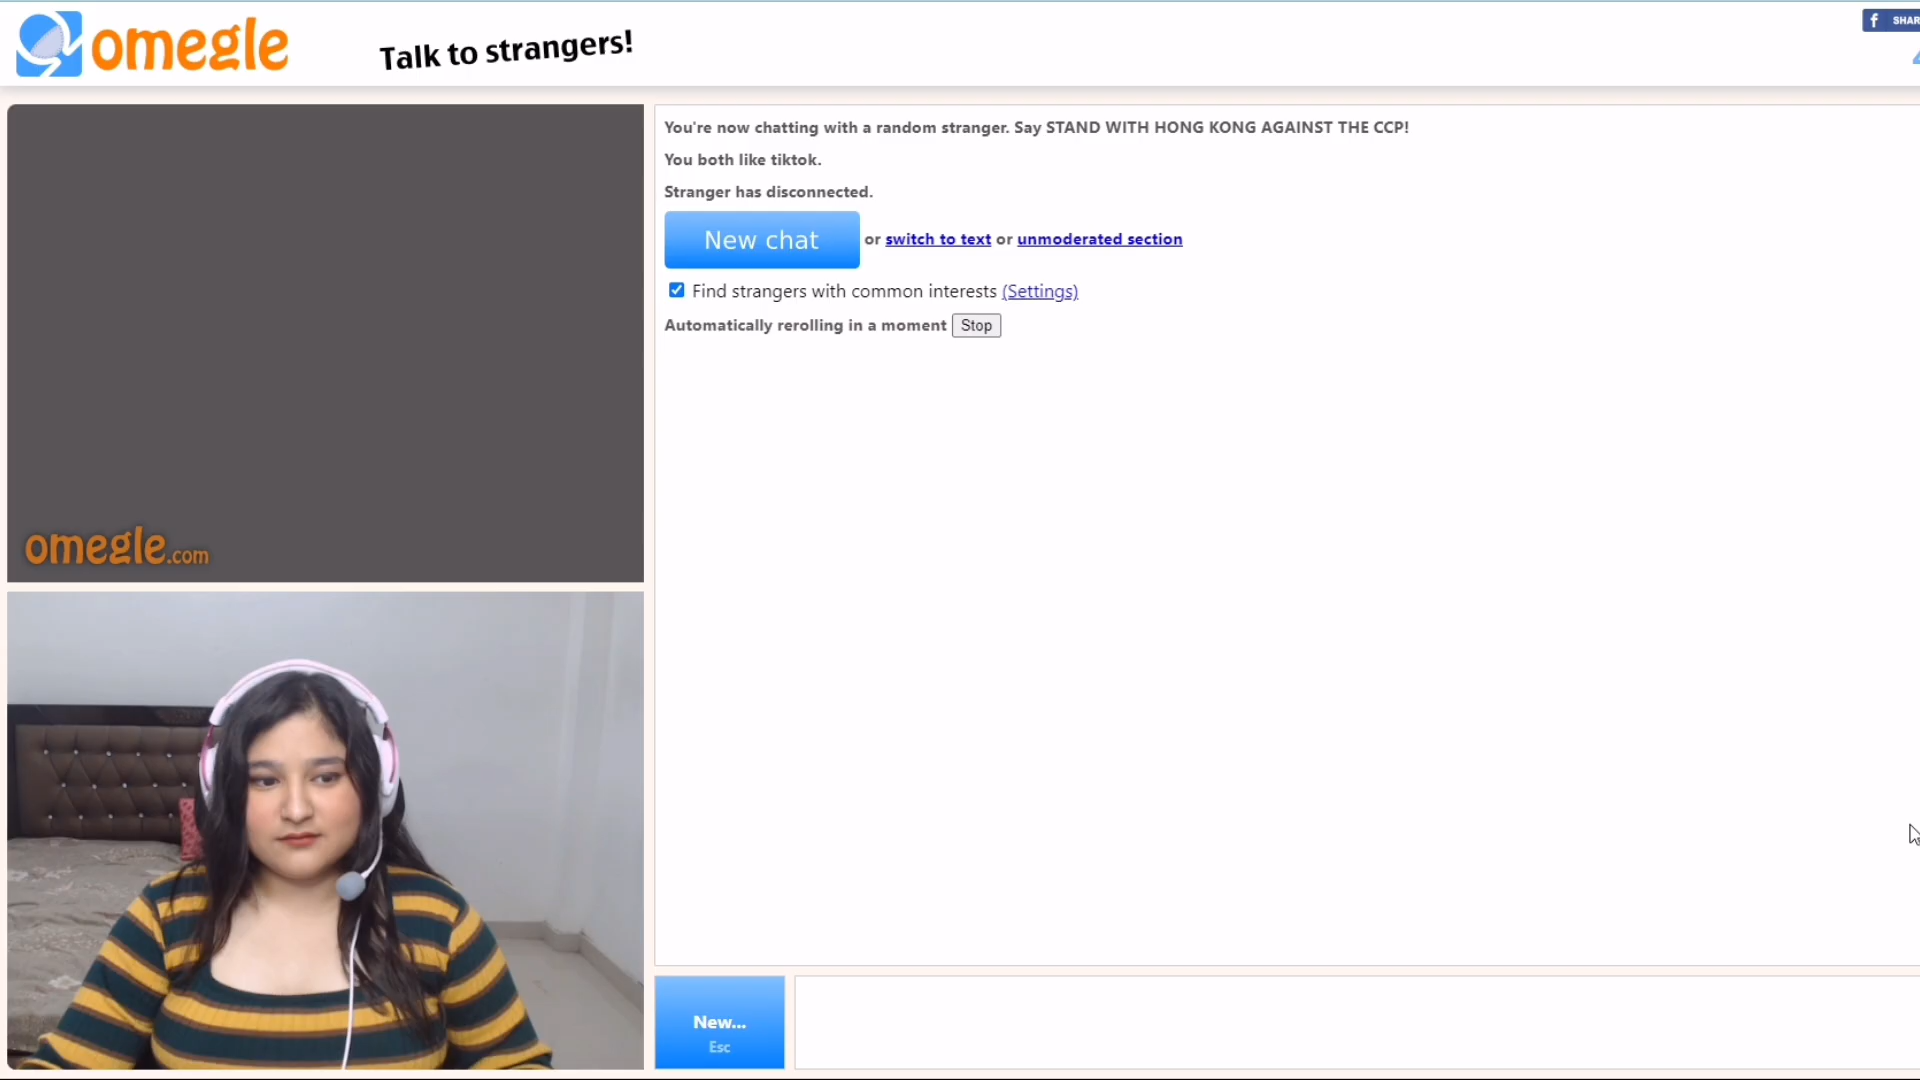 omegle
Talk to strangers!
f SHAR
You're now chatting with a random stranger. Say STAND WITH HONG KONG AGAINST THE CCP!
You both like tiktok.
Stranger has disconnected.
New chat or switch to text or unmoderated section
Find strangers with common interests (Settings)
Automatically rerolling in a moment Stop
omegle.com
New...
Esc